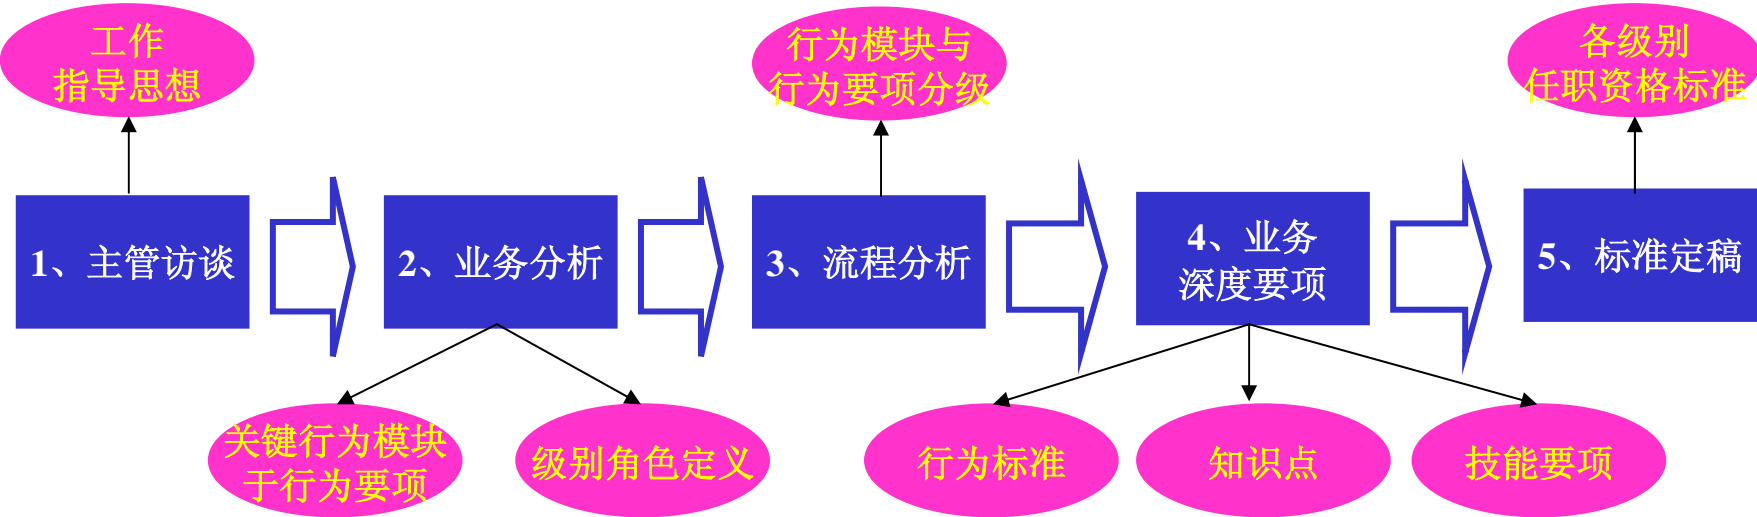 工作
指导思想
行为模块与
行为要项分级
各级别
任职资格标准
1、主管访谈
2、业务分析
3、流程分析
4、业务
深度要项
5、标准定稿
关键行为模块
于行为要项
级别角色定义
行为标准
知识点
技能要项